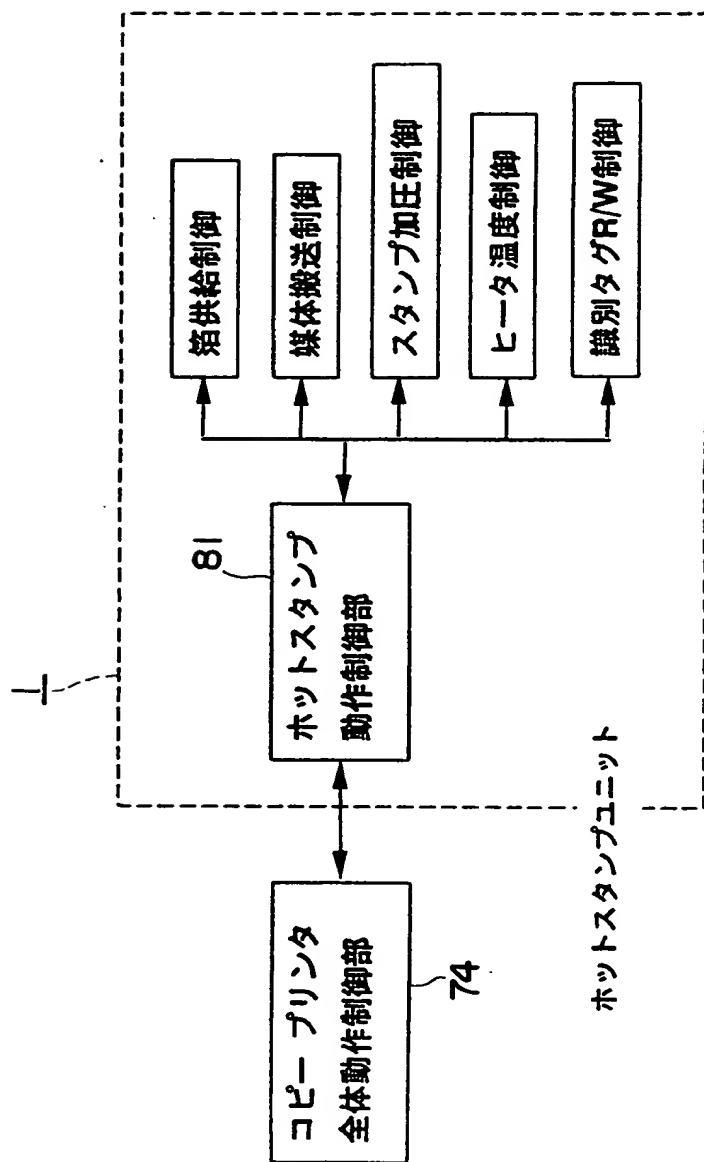 1
コピー プリンタ
全体動作制御部
74
ホットスタンプ
動作制御部
81
箔供給制御
媒体搬送制御
スタンプ加圧制御
ヒータ温度制御
識別タグR/W制御
ホットスタンプユニット